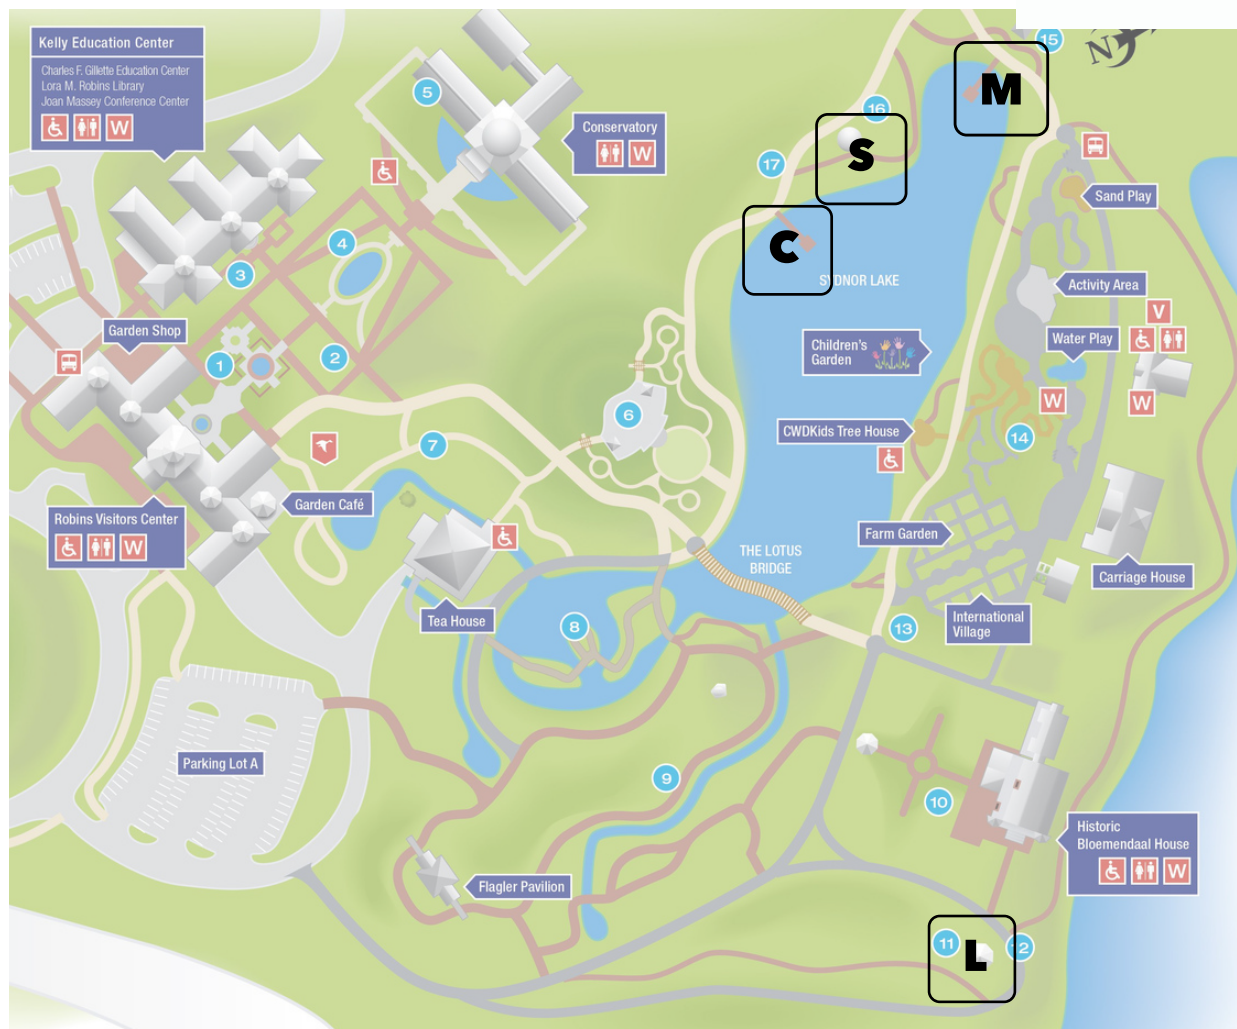 Kelly Education Center
Charles F. Gillette Education Center
Lora M. Robins Library
Joan Massey Conference Center
W
5
Conservatory
W
15
N
M
16
S
17
C
SYDNOR LAKE
Sand Play
Activity Area
V
Water Play
W
W
Children's
Garden
CWDKids Tree House
14
4
3
Garden Shop
1
2
6
7
Garden Café
Robins Visitors Center
W
Tea House
THE LOTUS
BRIDGE
Farm Garden
Carriage House
International
Village
13
8
Parking Lot A
9
10
Historic
Bloemendaal House
W
Flagler Pavilion
11
L
12